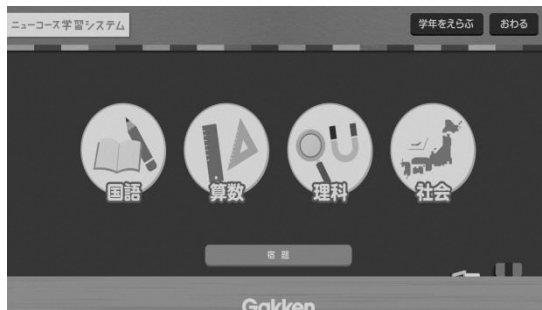 ニューコース学習システム
学年をえらぶ
おわる
国語
算数
理科
社会
宿題
Gakken